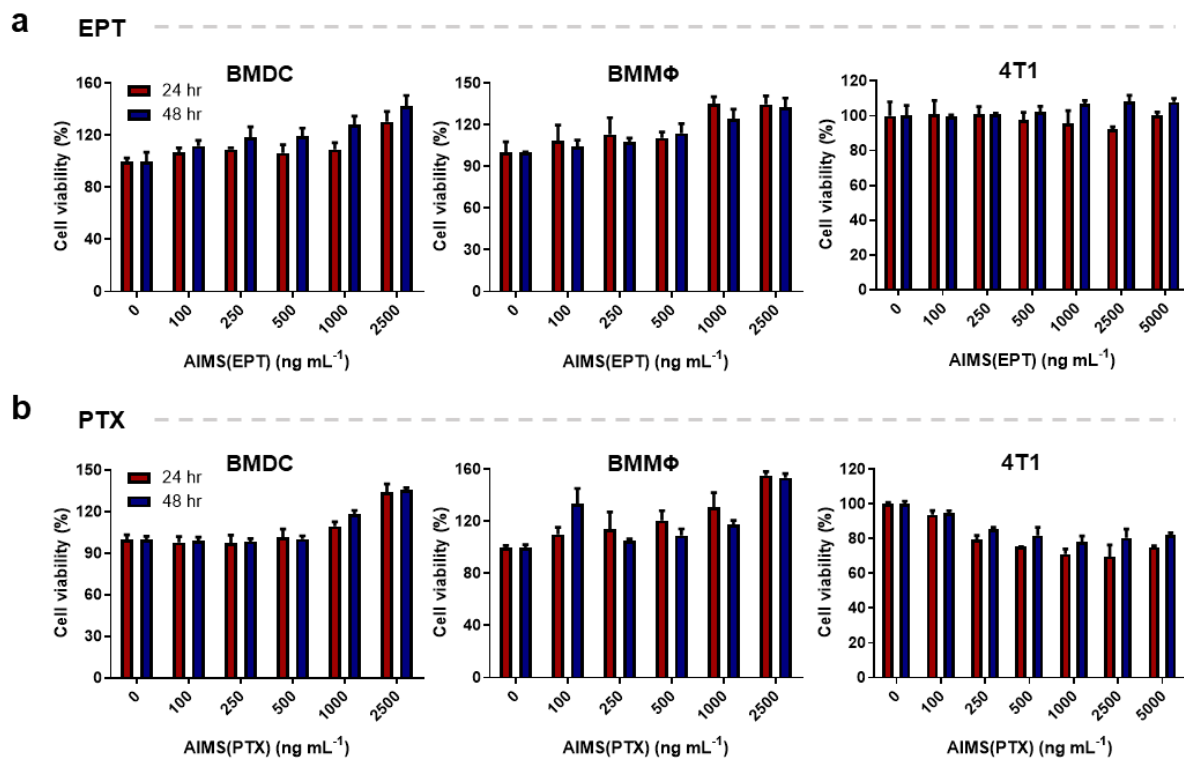 a EPT
BMDC
24 hr
48 hr
Cell viability (%)
160
120
80
40
0
0 100 250 500 1000 2500
AIMS(EPT) (ng mL⁻¹)
BMMΦ
Cell viability (%)
150
120
90
60
30
0
0 100 250 500 1000 2500
AIMS(EPT) (ng mL⁻¹)
4T1
Cell viability (%)
120
100
80
60
40
20
0
0 100 250 500 1000 2500 5000
AIMS(EPT) (ng mL⁻¹)
b PTX
BMDC
24 hr
48 hr
Cell viability (%)
150
120
90
60
30
0
0 100 250 500 1000 2500
AIMS(PTX) (ng mL⁻¹)
BMMΦ
Cell viability (%)
160
120
80
40
0
0 100 250 500 1000 2500
AIMS(PTX) (ng mL⁻¹)
4T1
Cell viability (%)
120
100
80
60
40
20
0
0 100 250 500 1000 2500 5000
AIMS(PTX) (ng mL⁻¹)